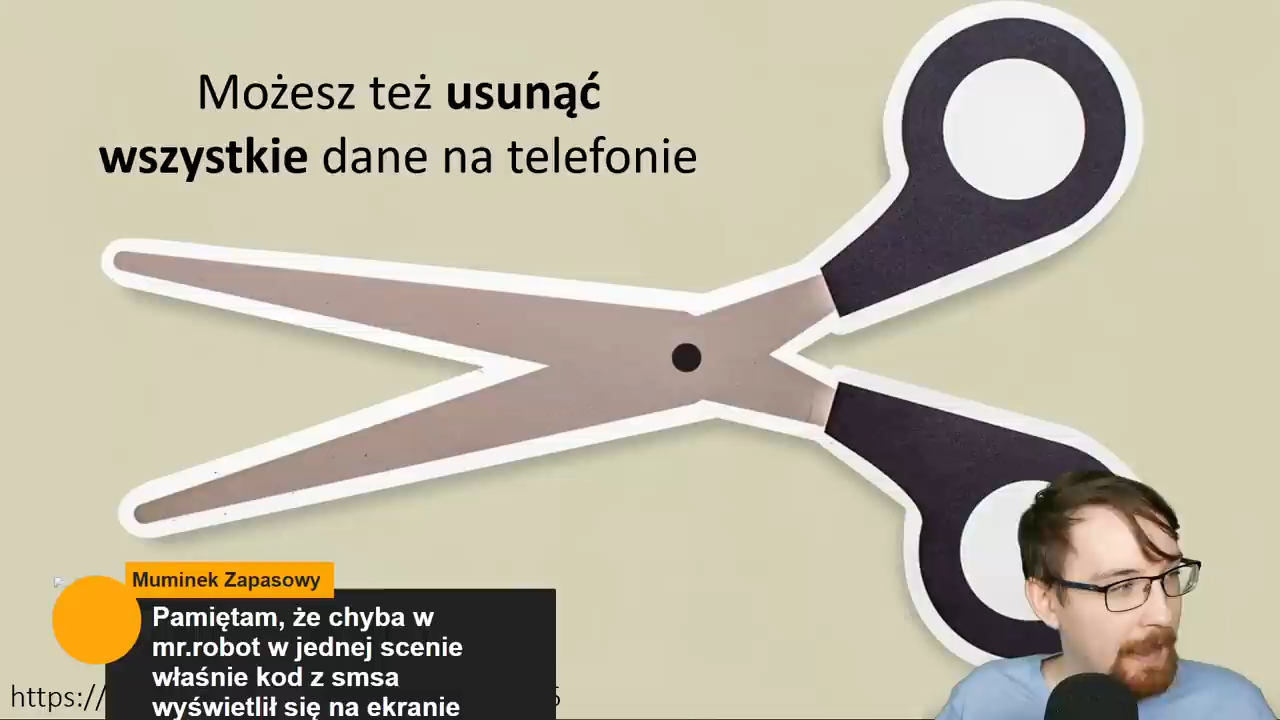 Możesz też usunąć
wszystkie dane na telefonie
Muminek Zapasowy
Pamiętam, że chyba w
mr.robot w jednej scenie
właśnie kod z smsa
wyświetlił się na ekranie
https://